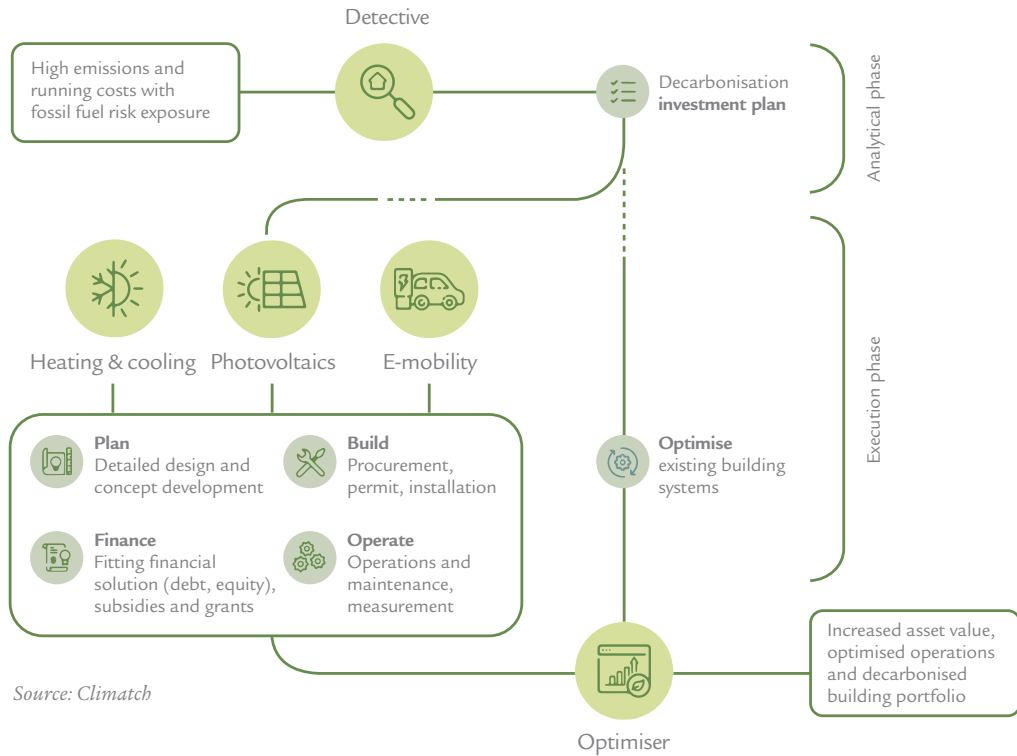 Detective
High emissions and
running costs with
fossil fuel risk exposure
Decarbonisation
investment plan
Analytical phase
Heating & cooling
Photovoltaics
E-mobility
Execution phase
Plan
Detailed design and
concept development
Build
Procurement,
permit, installation
Optimise
existing building
systems
Finance
Fitting financial
solution (debt, equity),
subsidies and grants
Operate
Operations and
maintenance,
measurement
Increased asset value,
optimised operations
and decarbonised
building portfolio
Source: Climatch
Optimiser